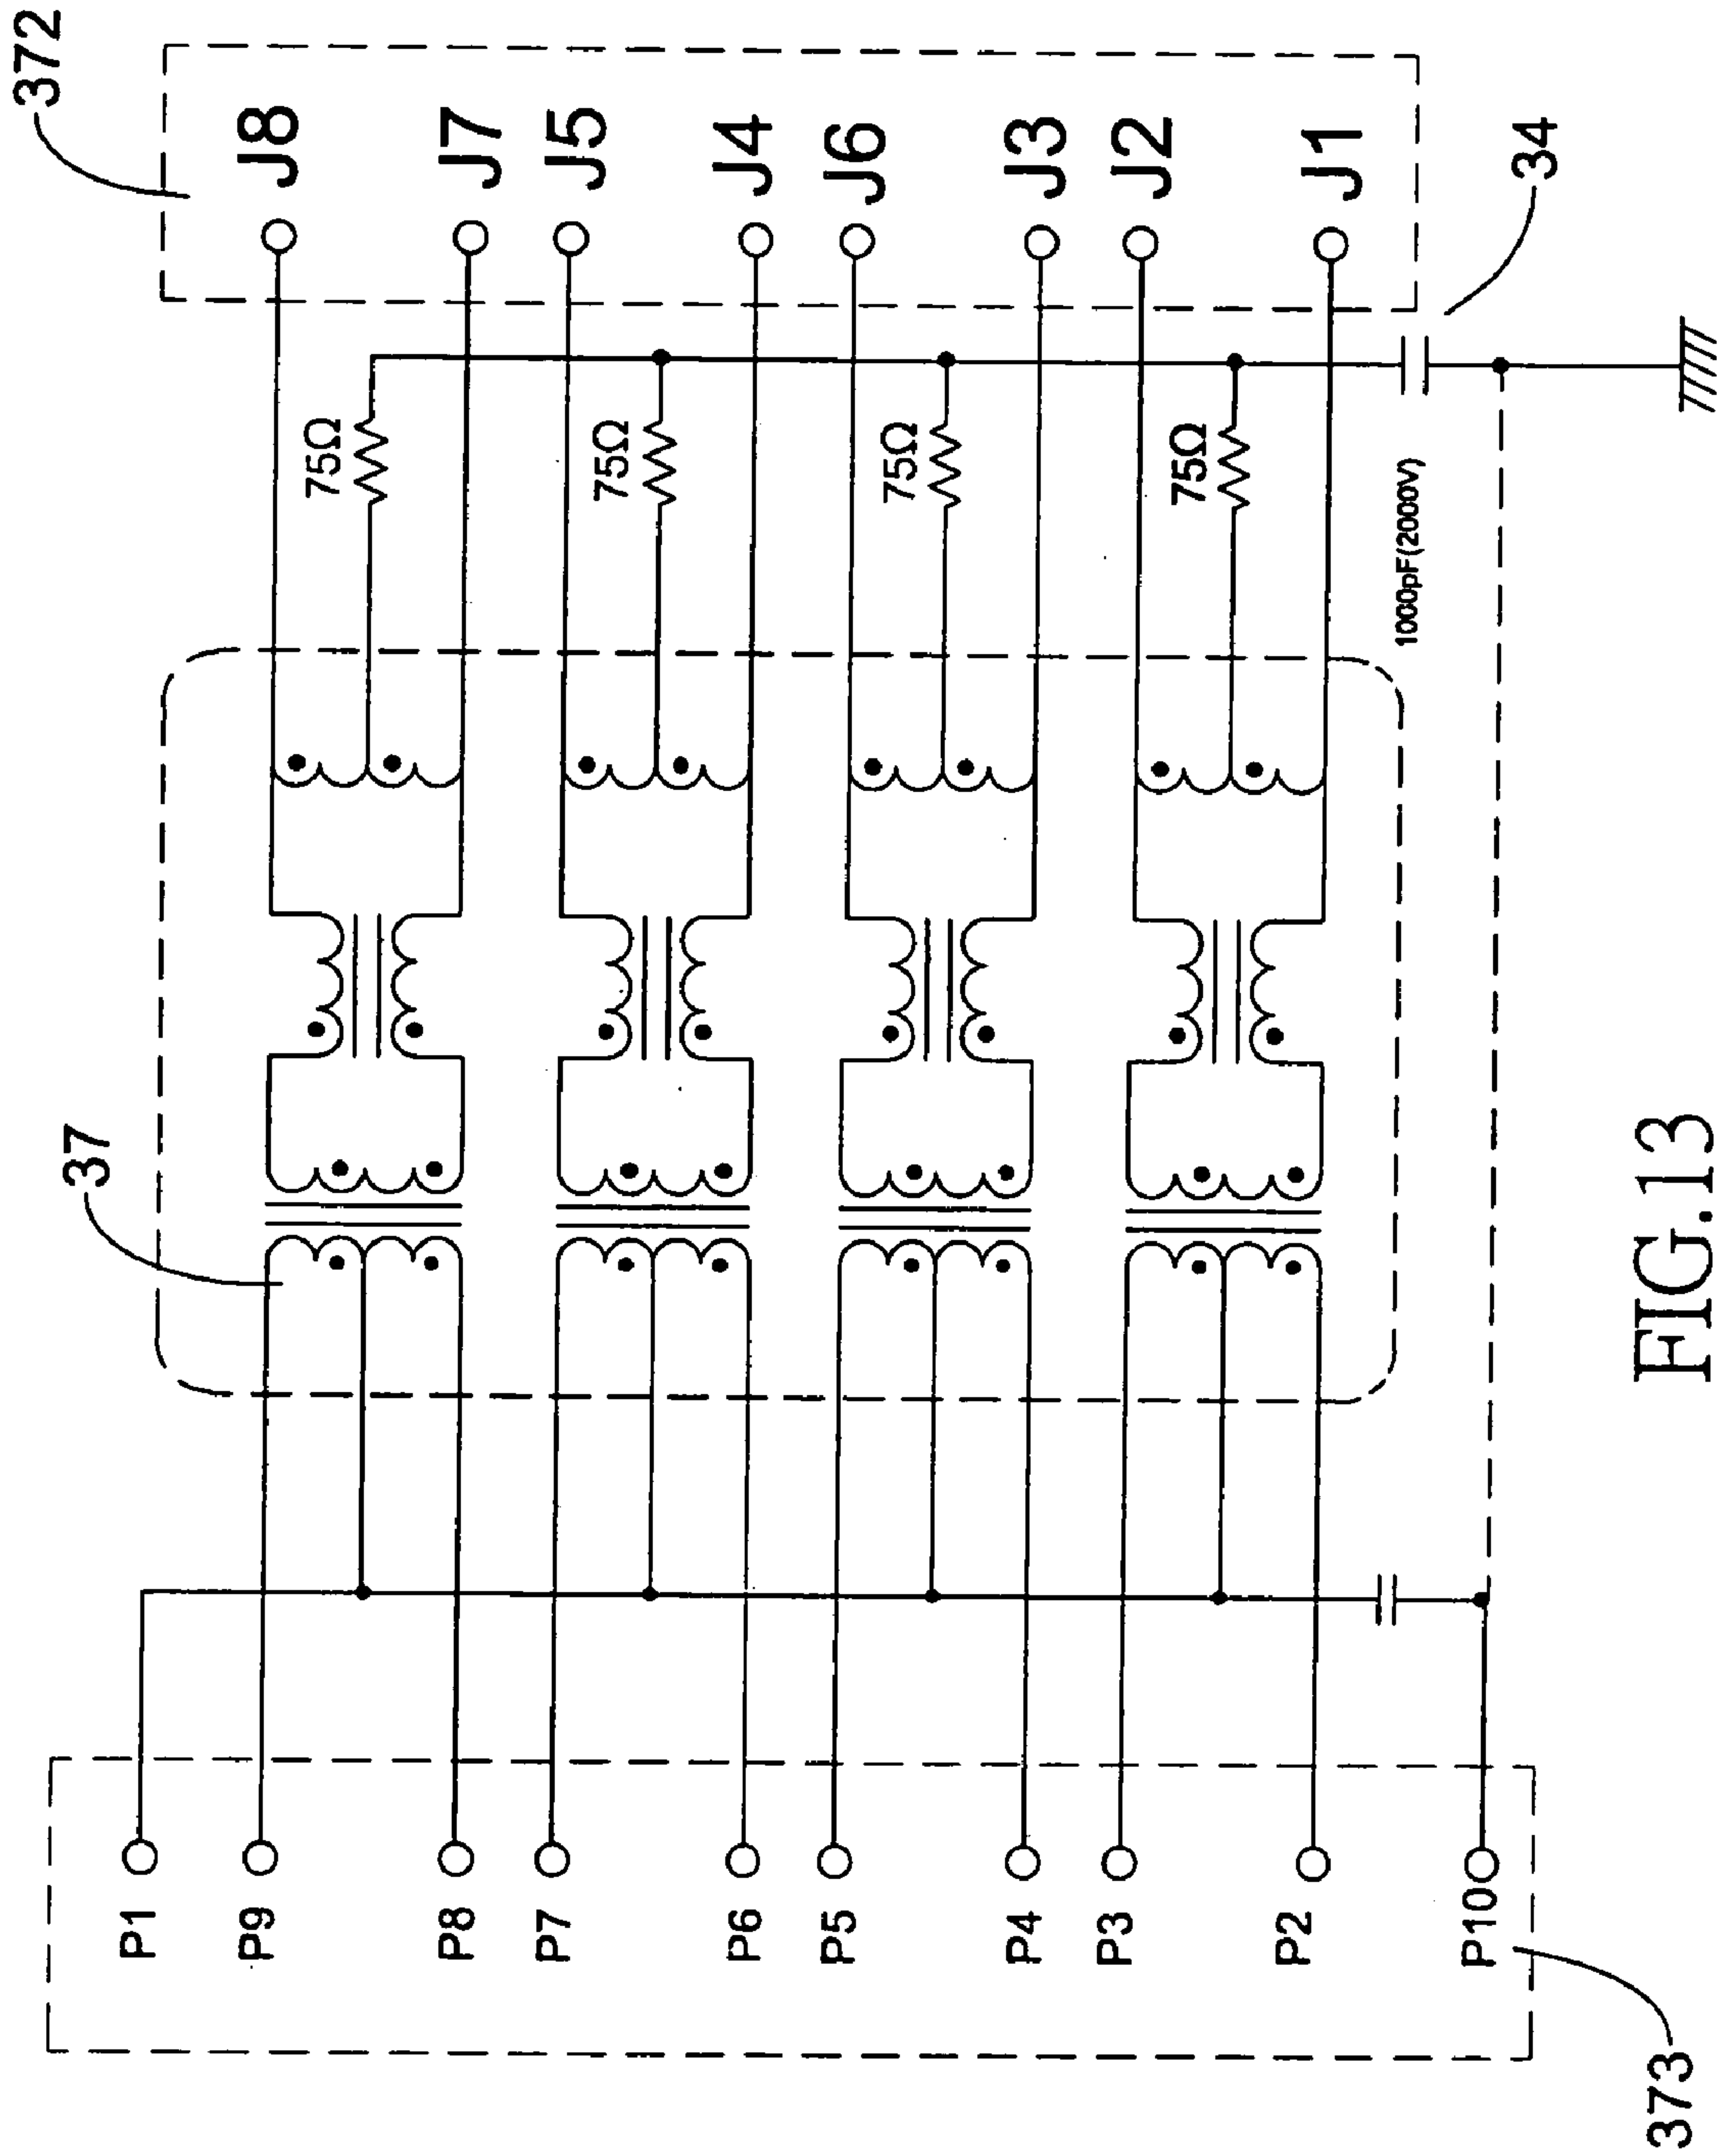 372
J8
J7
J5
J4
J6
J3
J2
J1
34
75Ω
75Ω
75Ω
75Ω
1000pF(2000V)
37
P1
P9
P8
P7
P6
P5
P4
P3
P2
P10
373
FIG.13